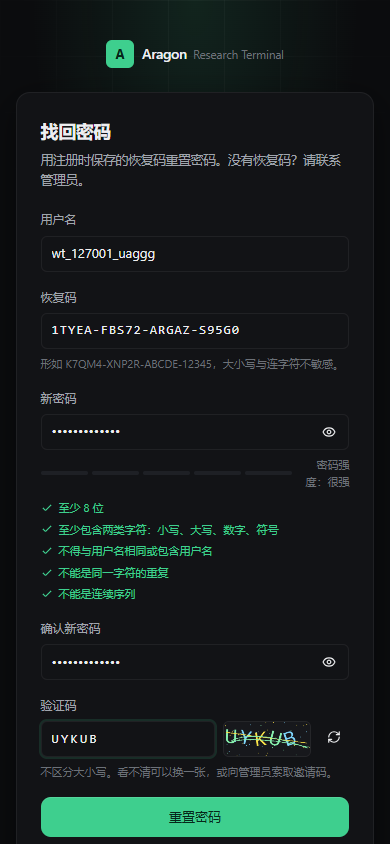 A Aragon Research Terminal
找回密码
用注册时保存的恢复码重置密码。没有恢复码？请联系
管理员。
用户名
wt_127001_uaggg
恢复码
1TYEA-FBS72-ARGAZ-S95G0
形如 K7QM4-XNP2R-ABCDE-12345，大小写与连字符不敏感。
新密码
•••••••••••••
密码强
度：很强
至少 8 位
至少包含两类字符：小写、大写、数字、符号
不得与用户名相同或包含用户名
不能是同一字符的重复
不能是连续序列
确认新密码
•••••••••••••
验证码
UYKUB UYKUB
不区分大小写。看不清可以换一张，或向管理员索取邀请码。
重置密码